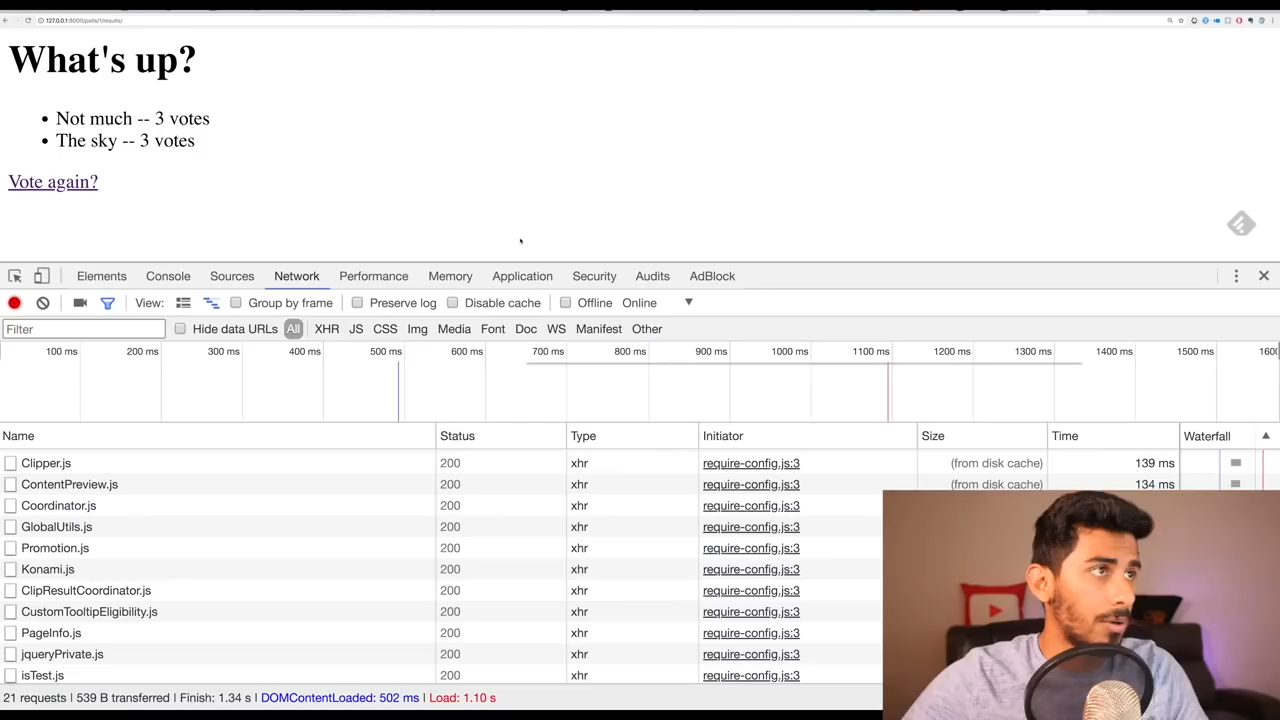 127.0.0.1:8000/polls/1/results/
What's up?
• Not much -- 3 votes
• The sky -- 3 votes
Vote again?
Elements Console Sources Network Performance Memory Application Security Audits AdBlock
View: Group by frame Preserve log Disable cache Offline Online
Filter Hide data URLs All XHR JS CSS Img Media Font Doc WS Manifest Other
100 ms 200 ms 300 ms 400 ms 500 ms 600 ms 700 ms 800 ms 900 ms 1000 ms 1100 ms 1200 ms 1300 ms 1400 ms 1500 ms 1600
Name Status Type Initiator Size Time Waterfall
Clipper.js 200 xhr require-config.js:3 (from disk cache) 139 ms
ContentPreview.js 200 xhr require-config.js:3 (from disk cache) 134 ms
Coordinator.js 200 xhr require-config.js:3
GlobalUtils.js 200 xhr require-config.js:3
Promotion.js 200 xhr require-config.js:3
Konami.js 200 xhr require-config.js:3
ClipResultCoordinator.js 200 xhr require-config.js:3
CustomTooltipEligibility.js 200 xhr require-config.js:3
PageInfo.js 200 xhr require-config.js:3
jqueryPrivate.js 200 xhr require-config.js:3
isTest.js 200 xhr require-config.js:3
21 requests | 539 B transferred | Finish: 1.34 s | DOMContentLoaded: 502 ms | Load: 1.10 s